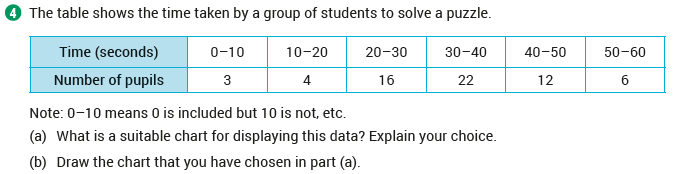 4 The table shows the time taken by a group of students to solve a puzzle.
Time (seconds) 0–10 10–20 20–30 30–40 40–50 50–60
Number of pupils 3 4 16 22 12 6
Note: 0–10 means 0 is included but 10 is not, etc.
(a) What is a suitable chart for displaying this data? Explain your choice.
(b) Draw the chart that you have chosen in part (a).